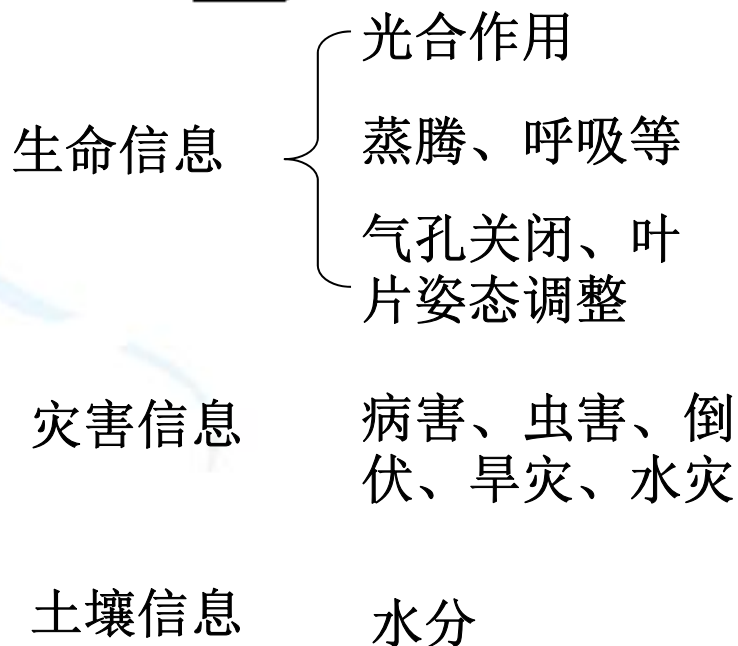 光合作用
生命信息
蒸腾、呼吸等
气孔关闭、叶
片姿态调整
灾害信息
病害、虫害、倒
伏、旱灾、水灾
土壤信息
水分